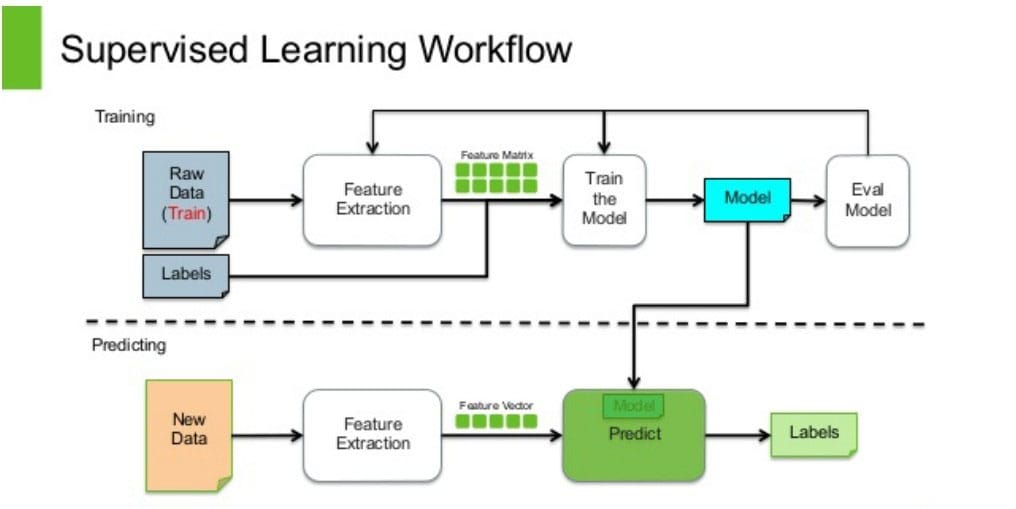 Supervised Learning Workflow
Training
Raw
Data
(Train)
Labels
Feature
Extraction
Feature Matrix
Train
the
Model
Model
Eval
Model
Predicting
New
Data
Feature
Extraction
Feature Vector
Model
Predict
Labels